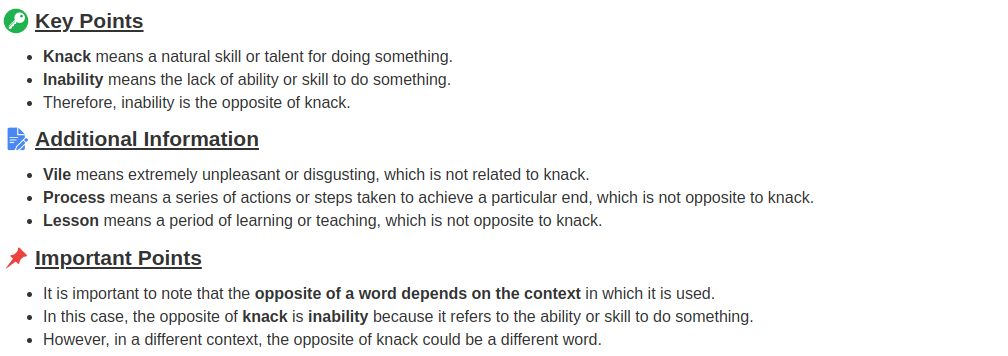 Key Points
Knack means a natural skill or talent for doing something.
Inability means the lack of ability or skill to do something.
Therefore, inability is the opposite of knack.
Additional Information
Vile means extremely unpleasant or disgusting, which is not related to knack.
Process means a series of actions or steps taken to achieve a particular end, which is not opposite to knack.
Lesson means a period of learning or teaching, which is not opposite to knack.
Important Points
It is important to note that the opposite of a word depends on the context in which it is used.
In this case, the opposite of knack is inability because it refers to the ability or skill to do something.
However, in a different context, the opposite of knack could be a different word.